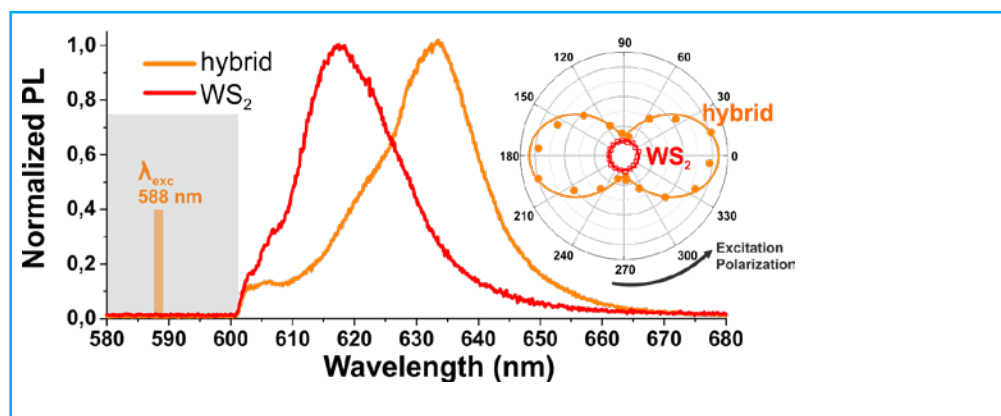 Normalized PL
1,0
0,8
0,6
0,4
0,2
0,0
hybrid
WS2
λexc
588 nm
580 590 600 610 620 630 640 650 660 670 680
Wavelength (nm)
90
120 60
150 30
hybrid
180 WS2 0
210 330
240 300
270
Excitation
Polarization